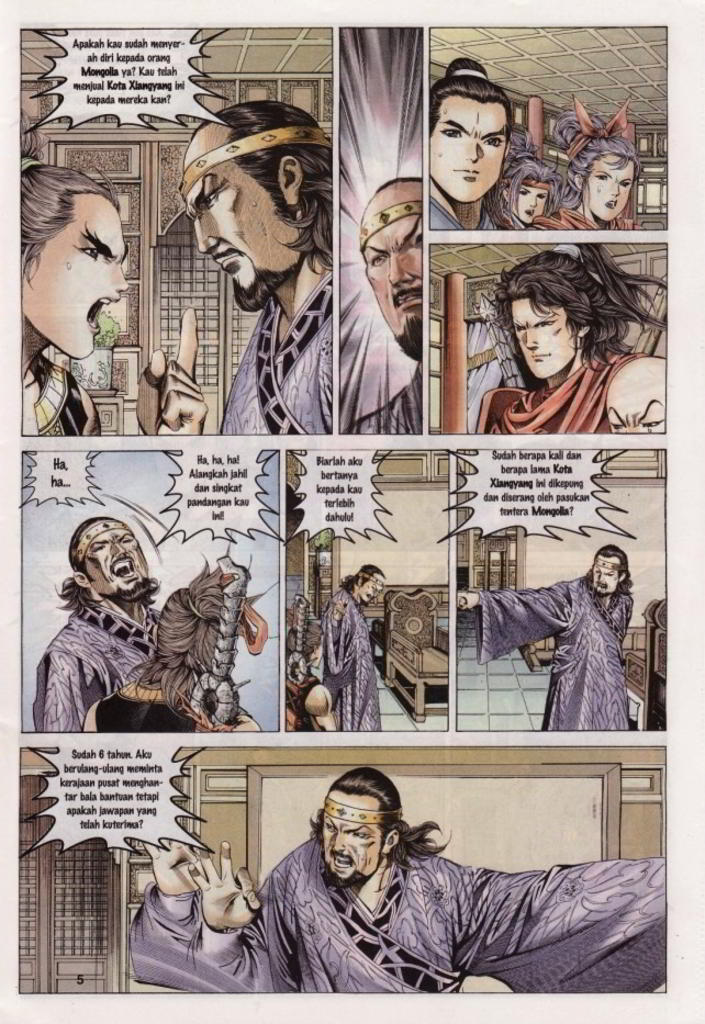 Apakah kau sudah menyer-
ah diri kepada orang
Mongolia ya? Kau telah
menjual Kota Xiangyang ini
kepada mereka kan?
Ha,
ha...
Ha, ha, ha!
Alangkah jahil
dan singkat
pandangan kau
ini!
Biarlah aku
bertanya
kepada kau
terlebih
dahulu!
Sudah berapa kali dan
berapa lama Kota
Xiangyang ini dikepung
dan diserang oleh pasukan
tentera Mongolia?
Sudah 6 tahun. Aku
berulang-ulang meminta
kerajaan pusat menghan-
tar bala bantuan tetapi
apakah jawapan yang
telah kuterima?
5